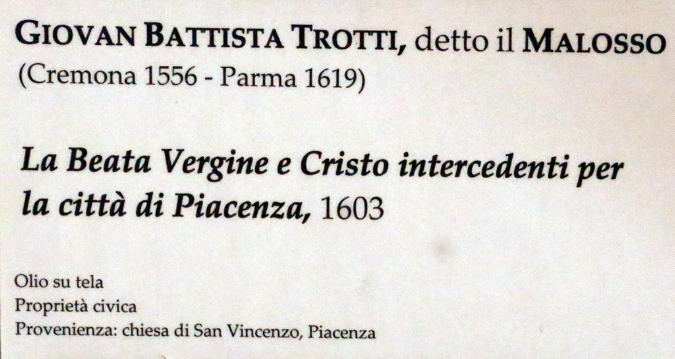 GIOVAN BATTISTA TROTTI, detto il MALOSSO
(Cremona 1556 - Parma 1619)
La Beata Vergine e Cristo intercedenti per
la città di Piacenza, 1603
Olio su tela
Proprietà civica
Provenienza: chiesa di San Vincenzo, Piacenza